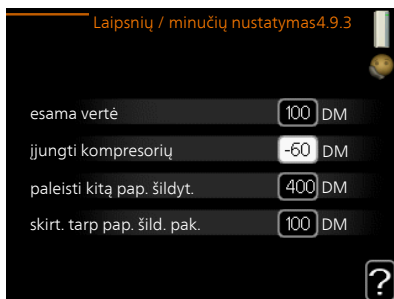 Laipsnių / minučių nustatymas4.9.3
esama vertė 100 DM
įjungti kompresorių -60 DM
paleisti kitą pap. šildyt. 400 DM
skirt. tarp pap. šild. pak. 100 DM
?